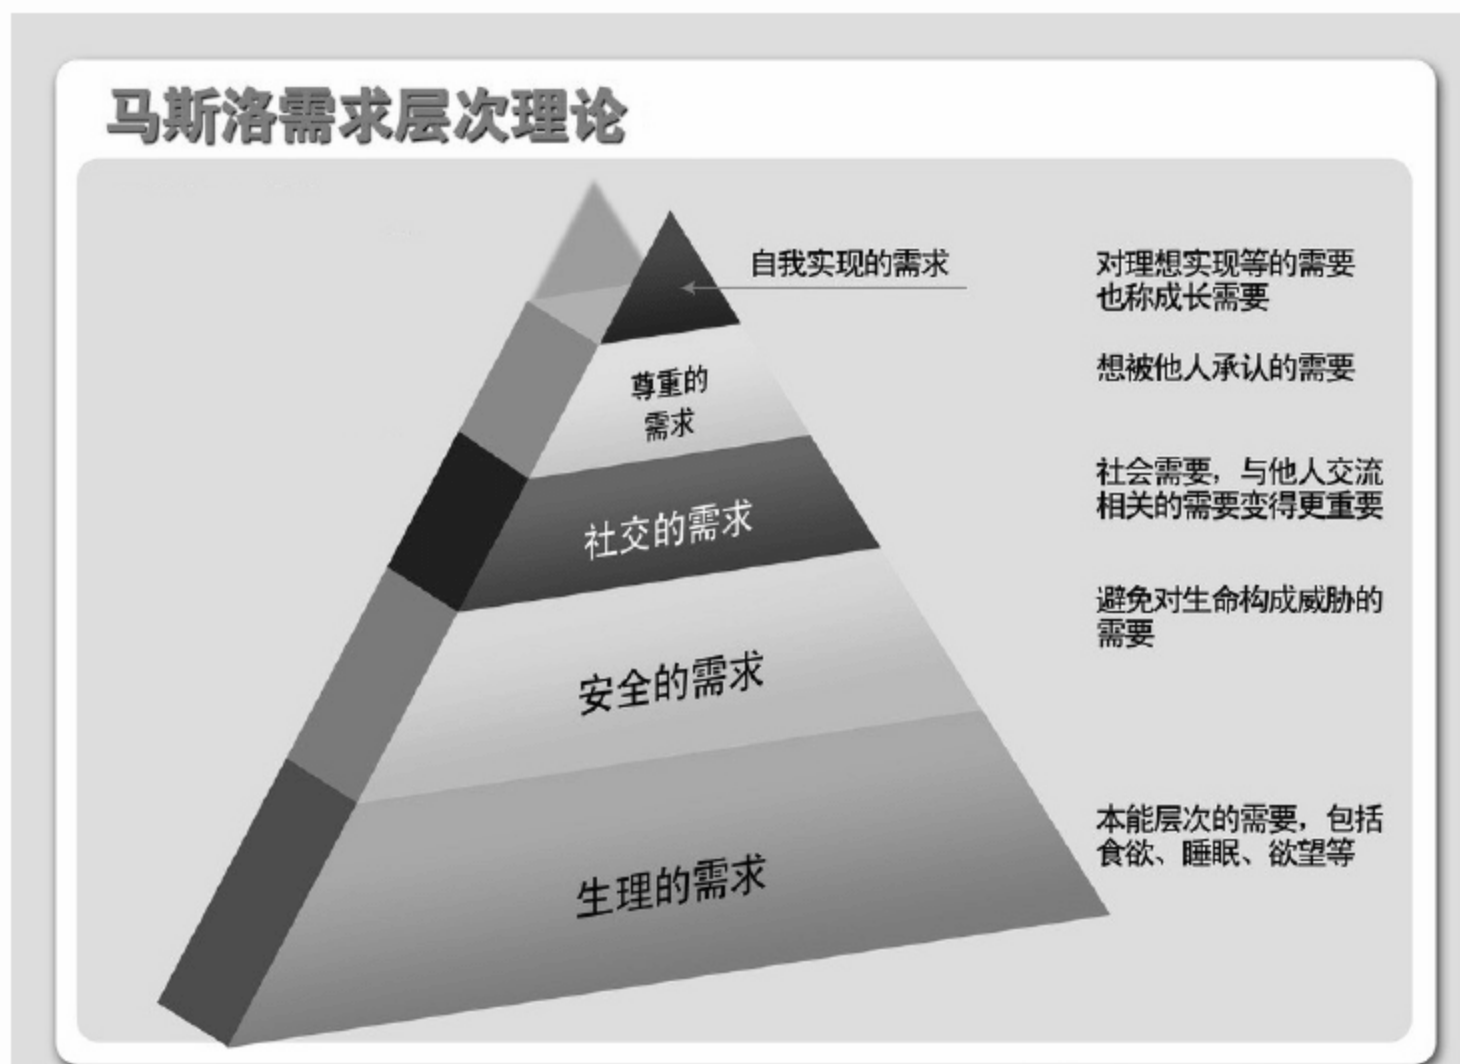 马斯洛需求层次理论
自我实现的需求
对理想实现等的需要
也称成长需要
尊重的
需求
想被他人承认的需要
社交的需求
社会需要，与他人交流
相关的需要变得更重要
安全的需求
避免对生命构成威胁的
需要
生理的需求
本能层次的需要，包括
食欲、睡眠、欲望等